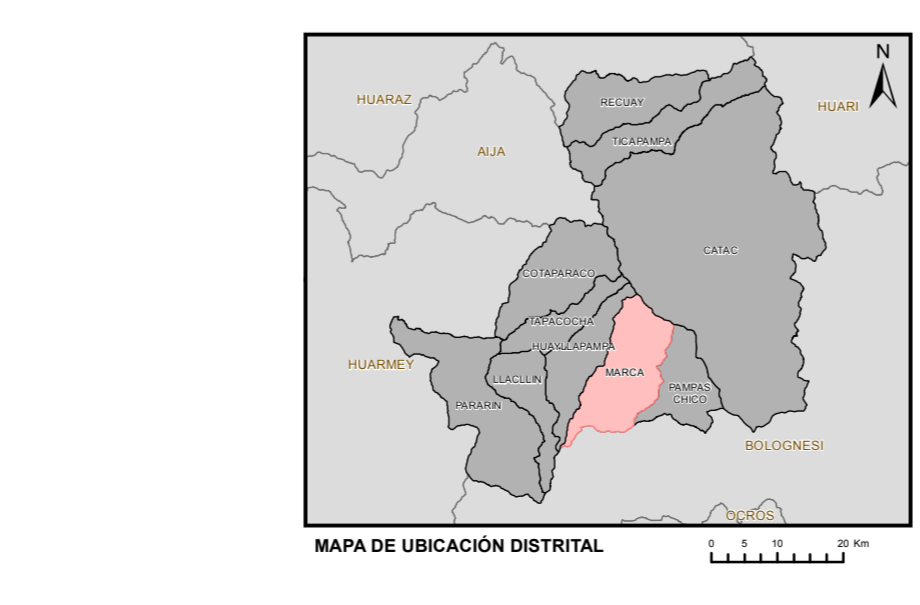 N
RECUAY
HUARAZ
HUARI
TICAPAMPA
AIJA
CATAC
COTAPARACO
TAPACOCHA
HUAYLLAPAMPA
HUARMEY
MARCA
LLACLLIN
PAMPAS
CHICO
PARARIN
BOLOGNESI
OCROS
MAPA DE UBICACIÓN DISTRITAL
0 5 10 20 Km